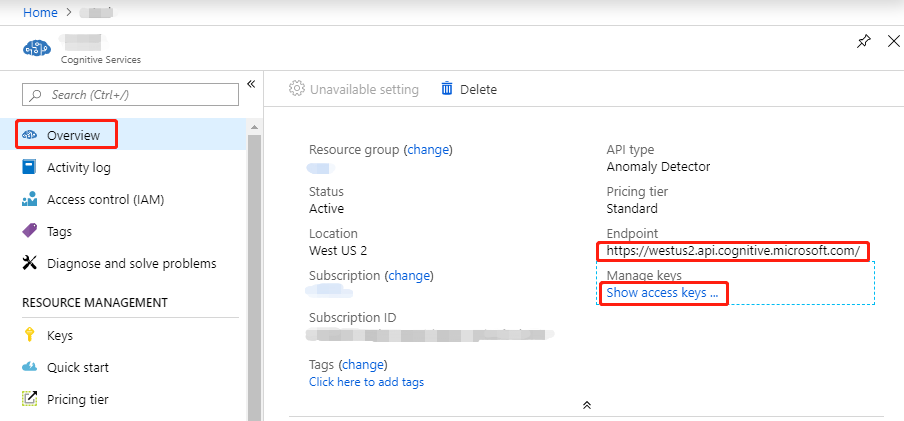 Home >
Cognitive Services
Search (Ctrl+/)
«
Overview
Activity log
Access control (IAM)
Tags
Diagnose and solve problems
RESOURCE MANAGEMENT
Keys
Quick start
Pricing tier
Unavailable setting
Delete
Resource group (change)
Status
Active
Location
West US 2
Subscription (change)
Subscription ID
Tags (change)
Click here to add tags
API type
Anomaly Detector
Pricing tier
Standard
Endpoint
https://westus2.api.cognitive.microsoft.com/
Manage keys
Show access keys ...